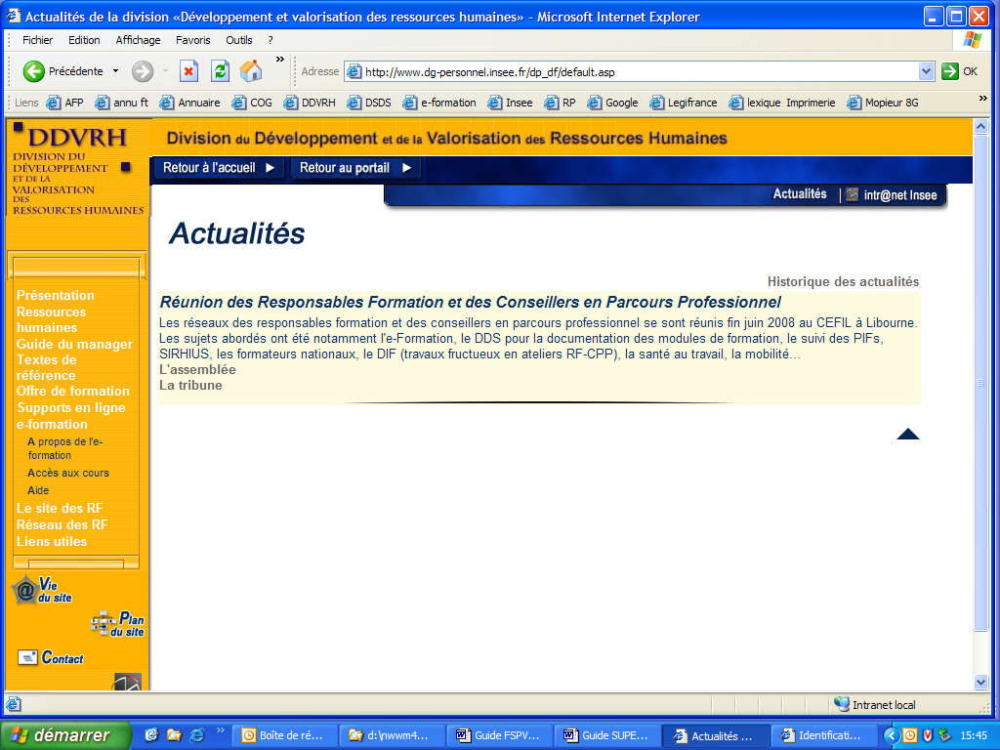 Actualités de la division «Développement et valorisation des ressources humaines» - Microsoft Internet Explorer
Fichier Edition Affichage Favoris Outils ?
Précédente » Adresse http://www.dg-personnel.insee.fr/dp_df/default.asp OK
Liens AFP annu ft Annuaire COG DDVRH DSDS e-formation Insee RP Google Legifrance lexique Imprimerie Mopieur 8G »
DDVRH
DIVISION DU
DÉVELOPPEMENT
ET DE LA
VALORISATION
DES
RESSOURCES HUMAINES
Division du Développement et de la Valorisation des Ressources Humaines
Retour à l'accueil Retour au portail
Actualités | intr@net Insee
Actualités
Historique des actualités
Réunion des Responsables Formation et des Conseillers en Parcours Professionnel
Les réseaux des responsables formation et des conseillers en parcours professionnel se sont réunis fin juin 2008 au CEFIL à Libourne.
Les sujets abordés ont été notamment l'e-Formation, le DDS pour la documentation des modules de formation, le suivi des PIFs,
SIRHIUS, les formateurs nationaux, le DIF (travaux fructueux en ateliers RF-CPP), la santé au travail, la mobilité...
L'assemblée
La tribune
Présentation
Ressources
humaines
Guide du manager
Textes de
référence
Offre de formation
Supports en ligne
e-formation
A propos de l'e-
formation
Accès aux cours
Aide
Le site des RF
Réseau des RF
Liens utiles
@ Vie
du site
Plan
du site
Contact
Intranet local
démarrer » Boîte de ré... d:\nwwm4... Guide FSPV... Guide SUPE... Actualités ... Identificati... 15:45